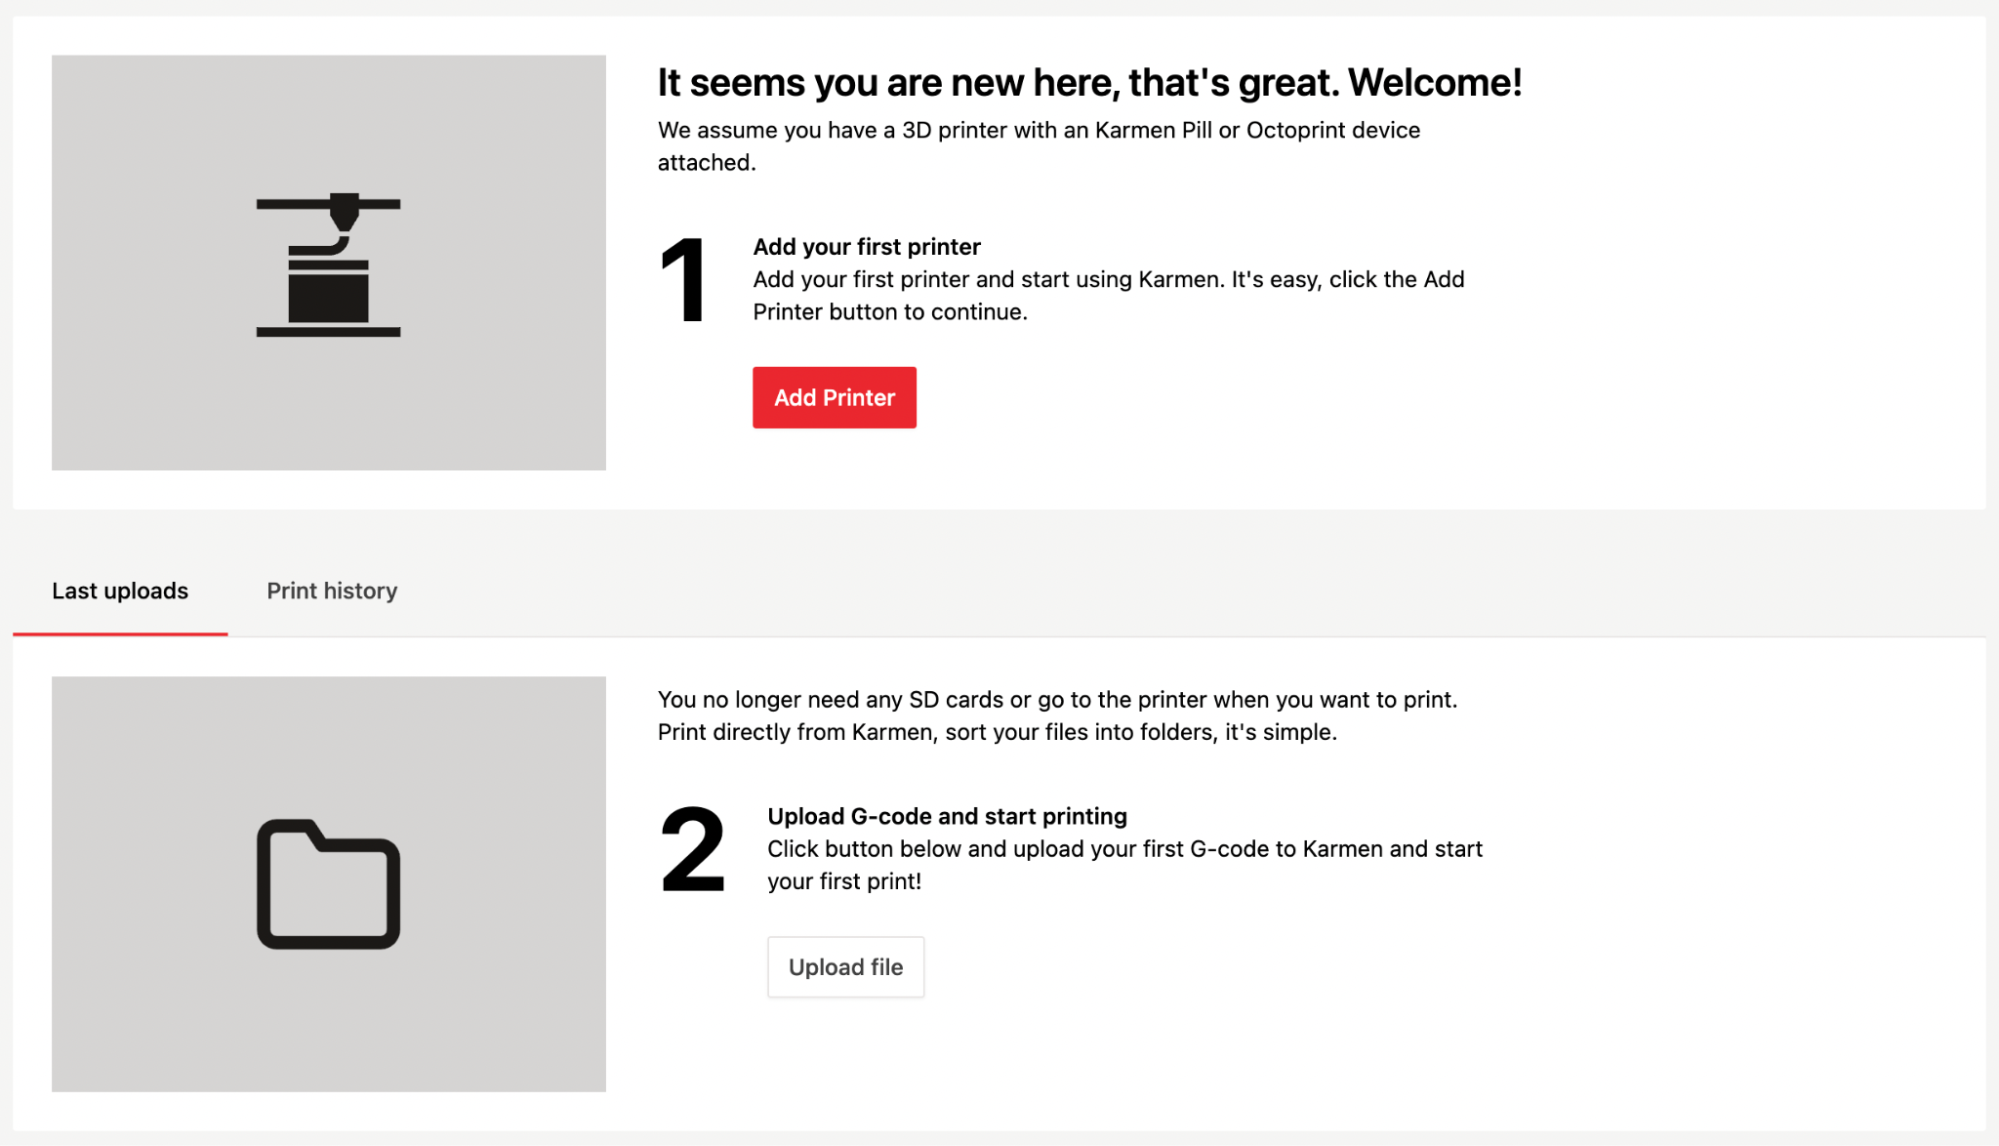 It seems you are new here, that's great. Welcome!
We assume you have a 3D printer with an Karmen Pill or Octoprint device
attached.
1
Add your first printer
Add your first printer and start using Karmen. It's easy, click the Add
Printer button to continue.
Add Printer
Last uploads
Print history
You no longer need any SD cards or go to the printer when you want to print.
Print directly from Karmen, sort your files into folders, it's simple.
2
Upload G-code and start printing
Click button below and upload your first G-code to Karmen and start
your first print!
Upload file